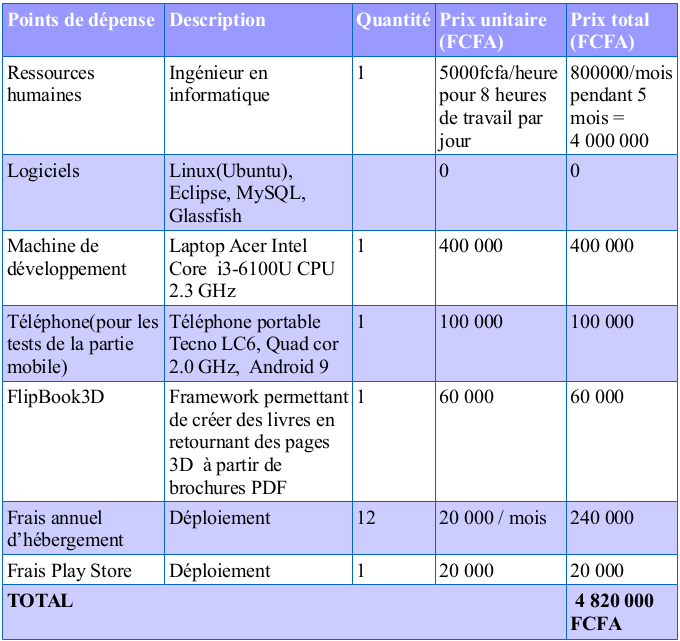 Points de dépense
Description
Quantité
Prix unitaire
(FCFA)
Prix total
(FCFA)
Ressources
humaines
Ingénieur en
informatique
1
5000fcfa/heure
pour 8 heures
de travail par
jour
800000/mois
pendant 5
mois =
4 000 000
Logiciels
Linux(Ubuntu),
Eclipse, MySQL,
Glassfish
0
0
Machine de
développement
Laptop Acer Intel
Core i3-6100U CPU
2.3 GHz
1
400 000
400 000
Téléphone(pour les
tests de la partie
mobile)
Téléphone portable
Tecno LC6, Quad cor
2.0 GHz, Android 9
1
100 000
100 000
FlipBook3D
Framework permettant
de créer des livres en
retournant des pages
3D à partir de
brochures PDF
1
60 000
60 000
Frais annuel
d’hébergement
Déploiement
12
20 000 / mois
240 000
Frais Play Store
Déploiement
1
20 000
20 000
TOTAL
4 820 000
FCFA